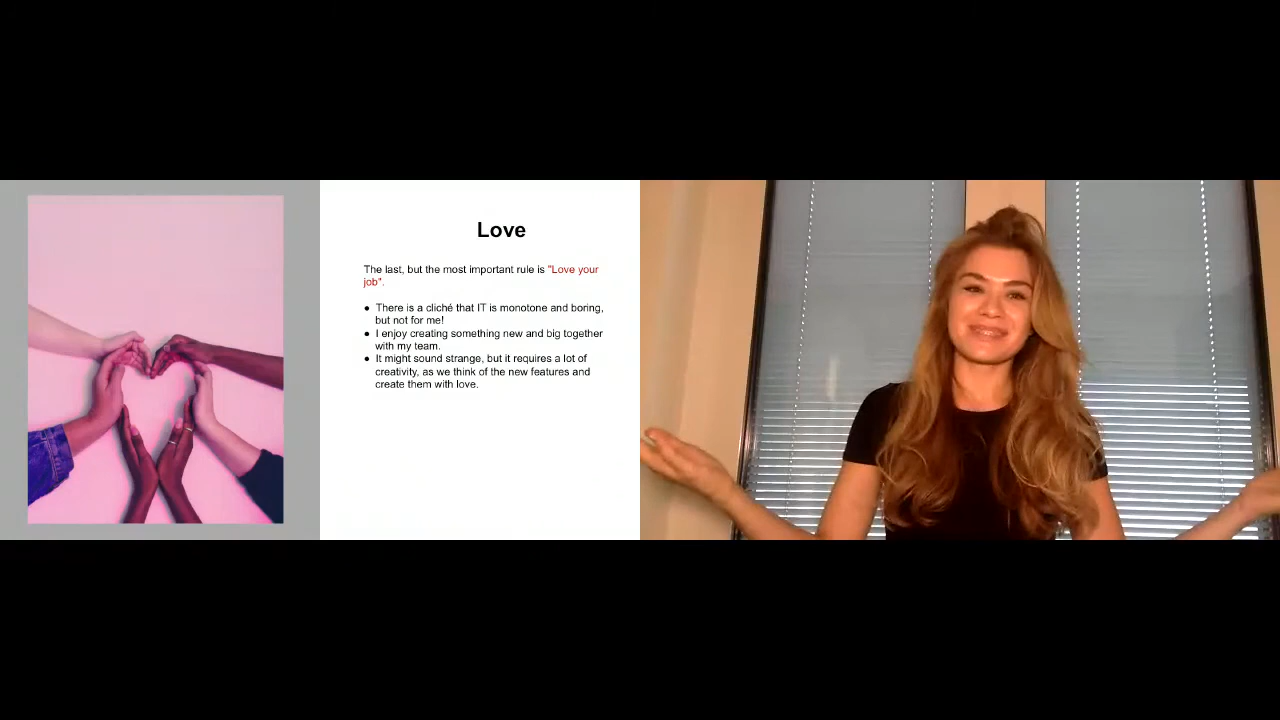 Love
The last, but the most important rule is "Love your
job".
● There is a cliché that IT is monotone and boring,
but not for me!
● I enjoy creating something new and big together
with my team.
● It might sound strange, but it requires a lot of
creativity, as we think of the new features and
create them with love.